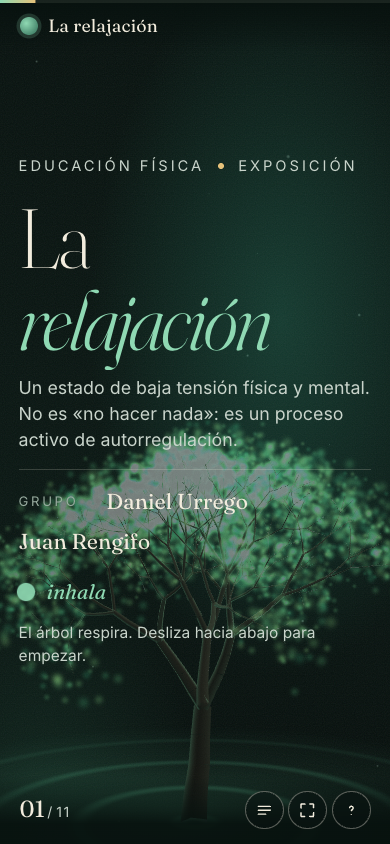 La relajación
EDUCACIÓN FÍSICA • EXPOSICIÓN
La
relajación
Un estado de baja tensión física y mental.
No es «no hacer nada»: es un proceso
activo de autorregulación.
GRUPO Daniel Urrego
Juan Rengifo
inhala
El árbol respira. Desliza hacia abajo para
empezar.
01 / 11 ?